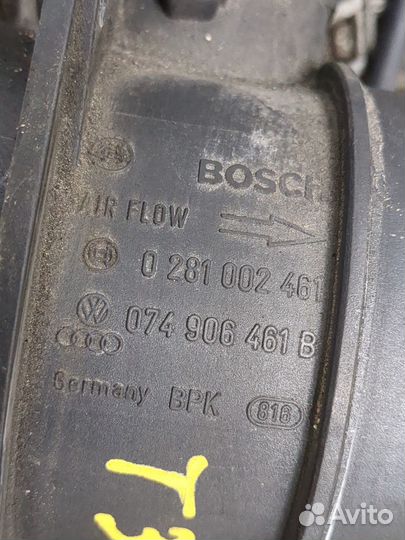 BOSCH
AIR FLOW
0 281 002 461
074 906 461 B
Germany BPK 816
Avito